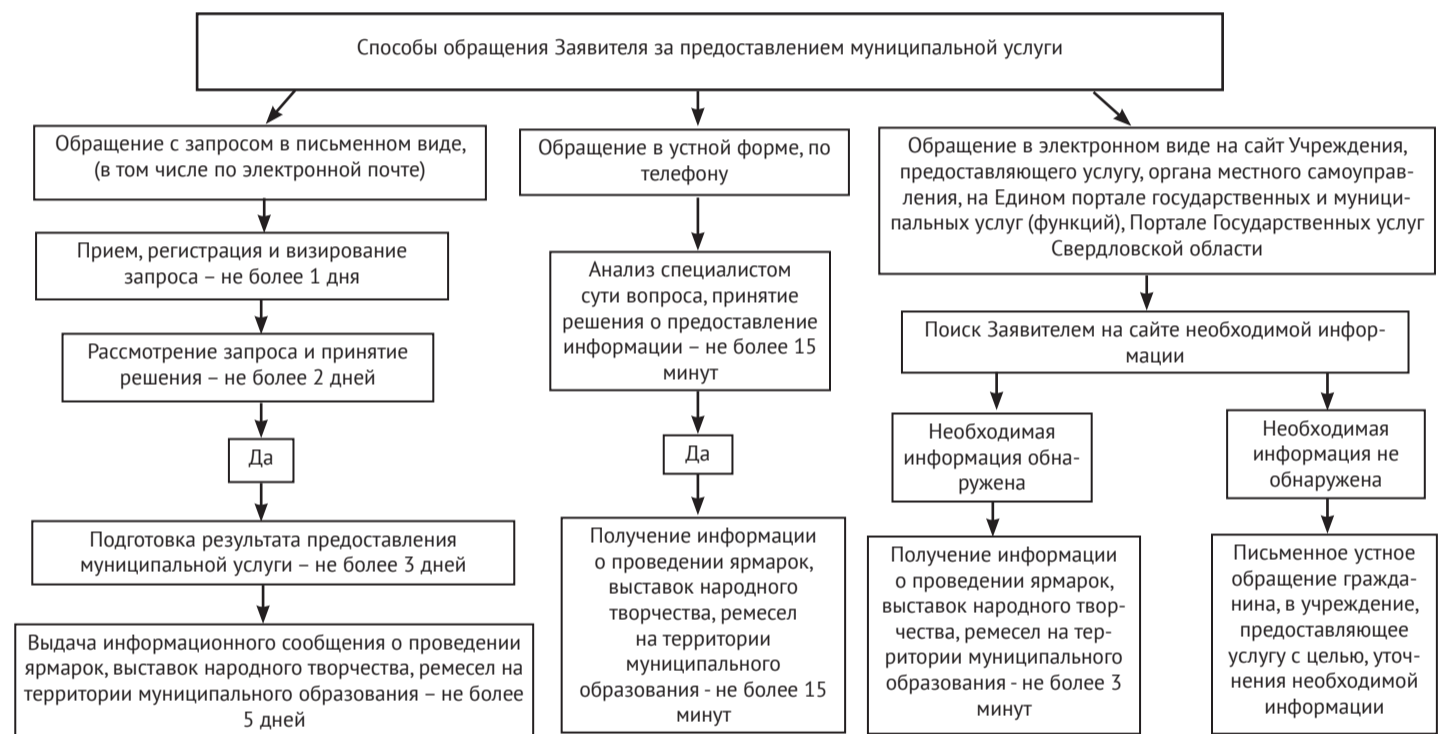 Способы обращения Заявителя за предоставлением муниципальной услуги
Обращение с запросом в письменном виде,
(в том числе по электронной почте)
Прием, регистрация и визирование
запроса – не более 1 дня
Рассмотрение запроса и принятие
решения – не более 2 дней
Да
Подготовка результата предоставления
муниципальной услуги – не более 3 дней
Выдача информационного сообщения о проведении
ярмарок, выставок народного творчества, ремесел на
территории муниципального образования – не более
5 дней
Обращение в устной форме, по
телефону
Анализ специалистом
сути вопроса, принятие
решения о предоставление
информации – не более 15
минут
Да
Получение информации
о проведении ярмарок,
выставок народного
творчества, ремесел
на территории
муниципального
образования - не более 15
минут
Обращение в электронном виде на сайт Учреждения,
предоставляющего услугу, органа местного самоуправ-
ления, на Едином портале государственных и муници-
пальных услуг (функций), Портале Государственных услуг
Свердловской области
Поиск Заявителем на сайте необходимой инфор-
мации
Необходимая
информация обна-
ружена
Получение информации
о проведении ярмарок,
выставок народного твор-
чества, ремесел на тер-
ритории муниципального
образования - не более 3
минут
Необходимая
информация не
обнаружена
Письменное устное
обращение гражда-
нина, в учреждение,
предоставляющее
услугу с целью, уточ-
нения необходимой
информации